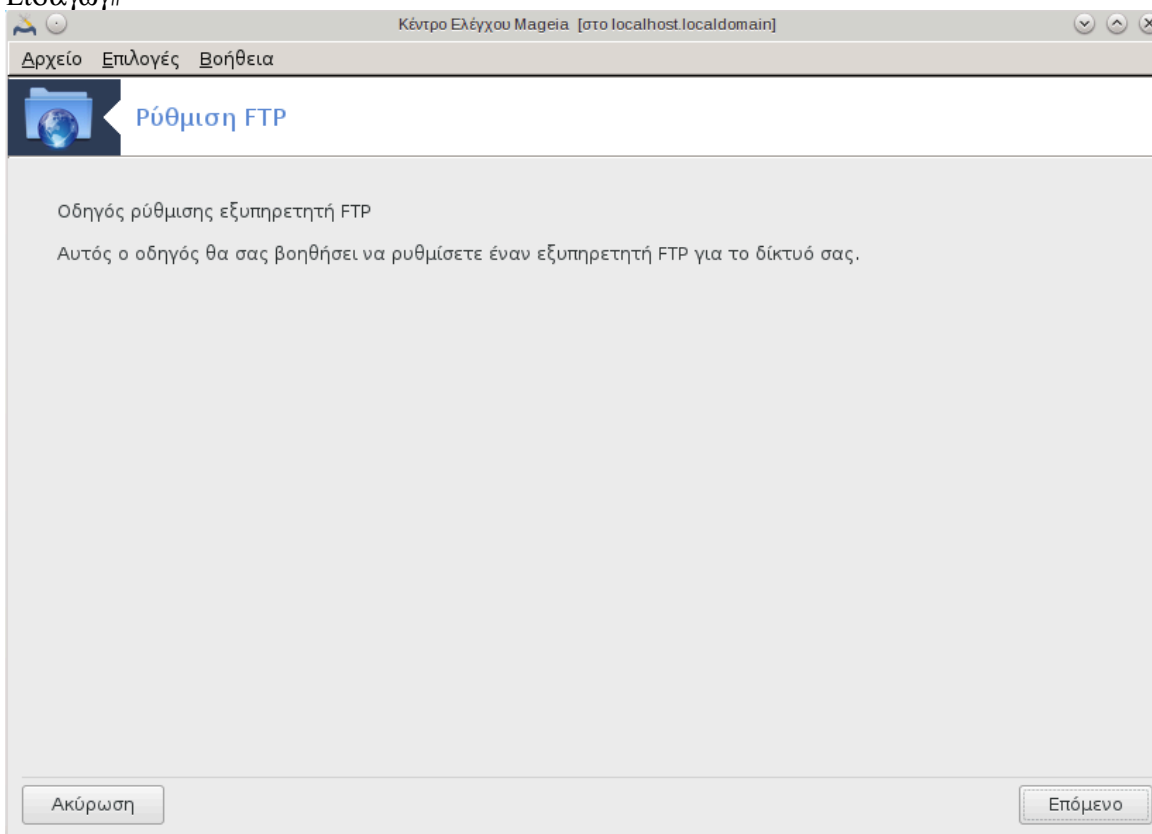 Εισαγωγή
Κέντρο Ελέγχου Mageia [στο localhost.localdomain]
Αρχείο Επιλογές Βοήθεια
Ρύθμιση FTP
Οδηγός ρύθμισης εξυπηρετητή FTP
Αυτός ο οδηγός θα σας βοηθήσει να ρυθμίσετε έναν εξυπηρετητή FTP για το δίκτυό σας.
Ακύρωση Επόμενο